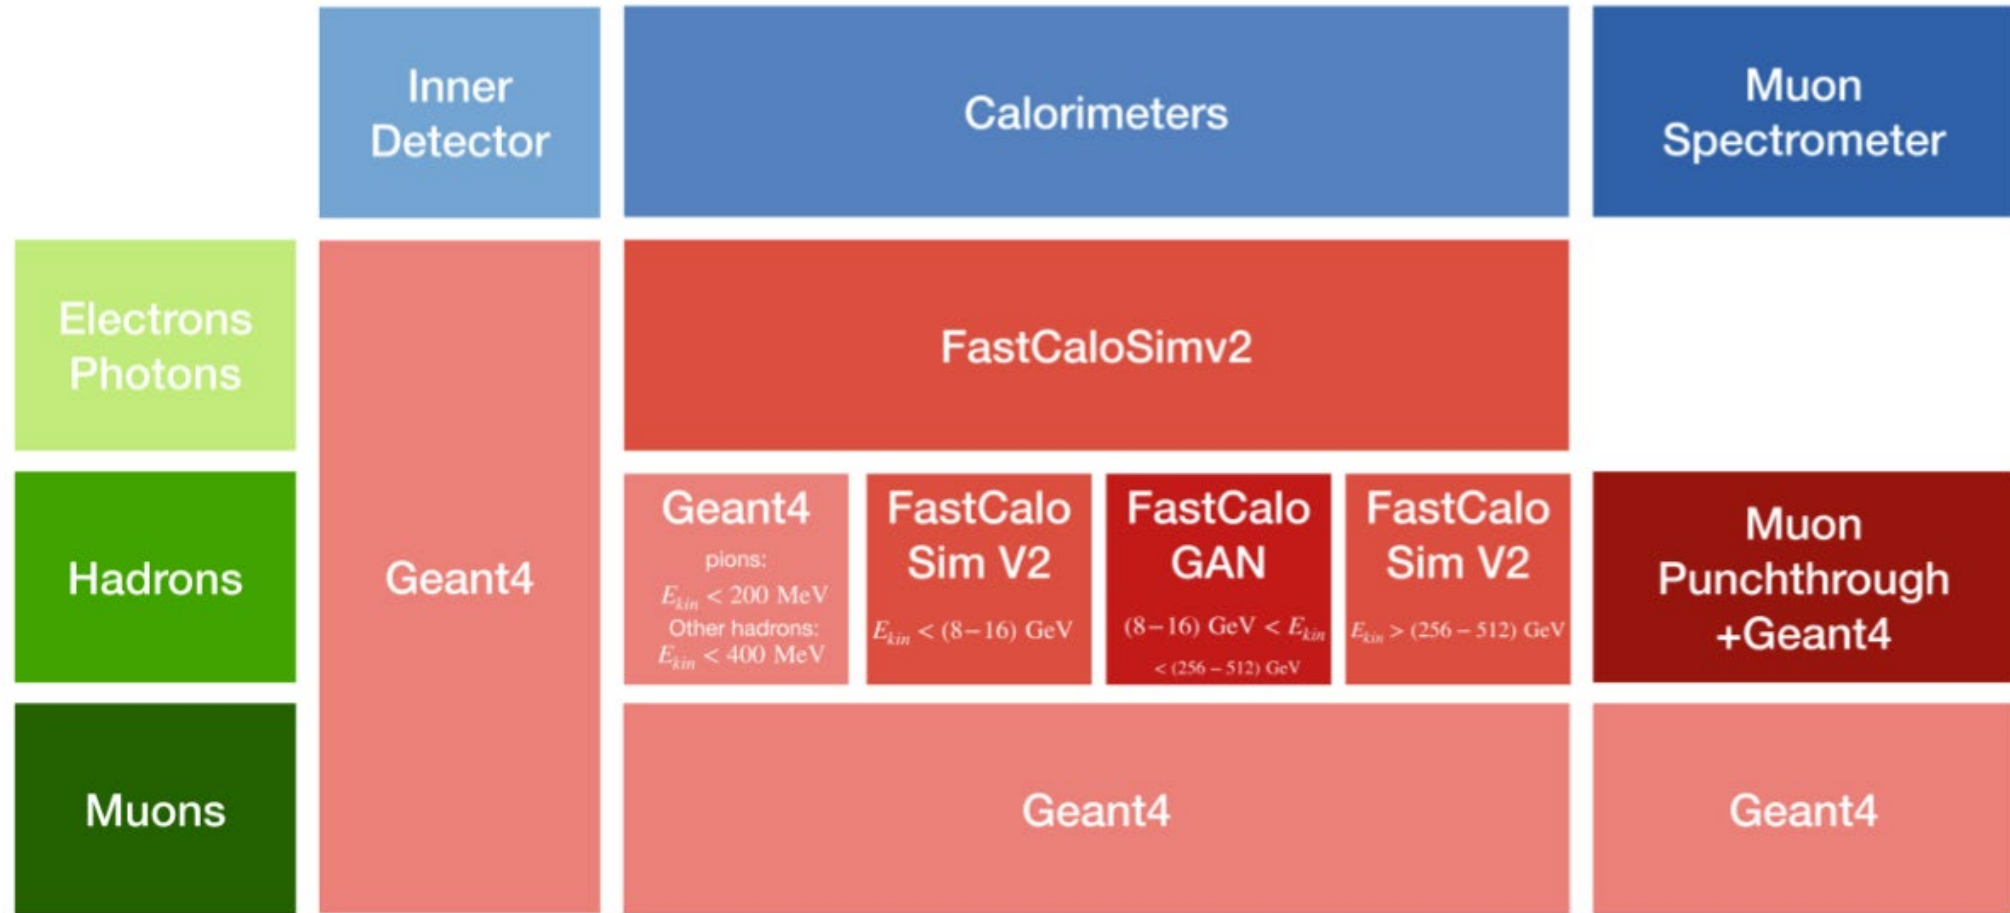 Inner
Detector
Calorimeters
Muon
Spectrometer
Electrons
Photons
FastCaloSimv2
Hadrons
Geant4
Geant4
pions:
E_kin < 200 MeV
Other hadrons:
E_kin < 400 MeV
FastCalo
Sim V2
E_kin < (8–16) GeV
FastCalo
GAN
(8–16) GeV < E_kin
< (256 – 512) GeV
FastCalo
Sim V2
E_kin > (256 – 512) GeV
Muon
Punchthrough
+Geant4
Muons
Geant4
Geant4